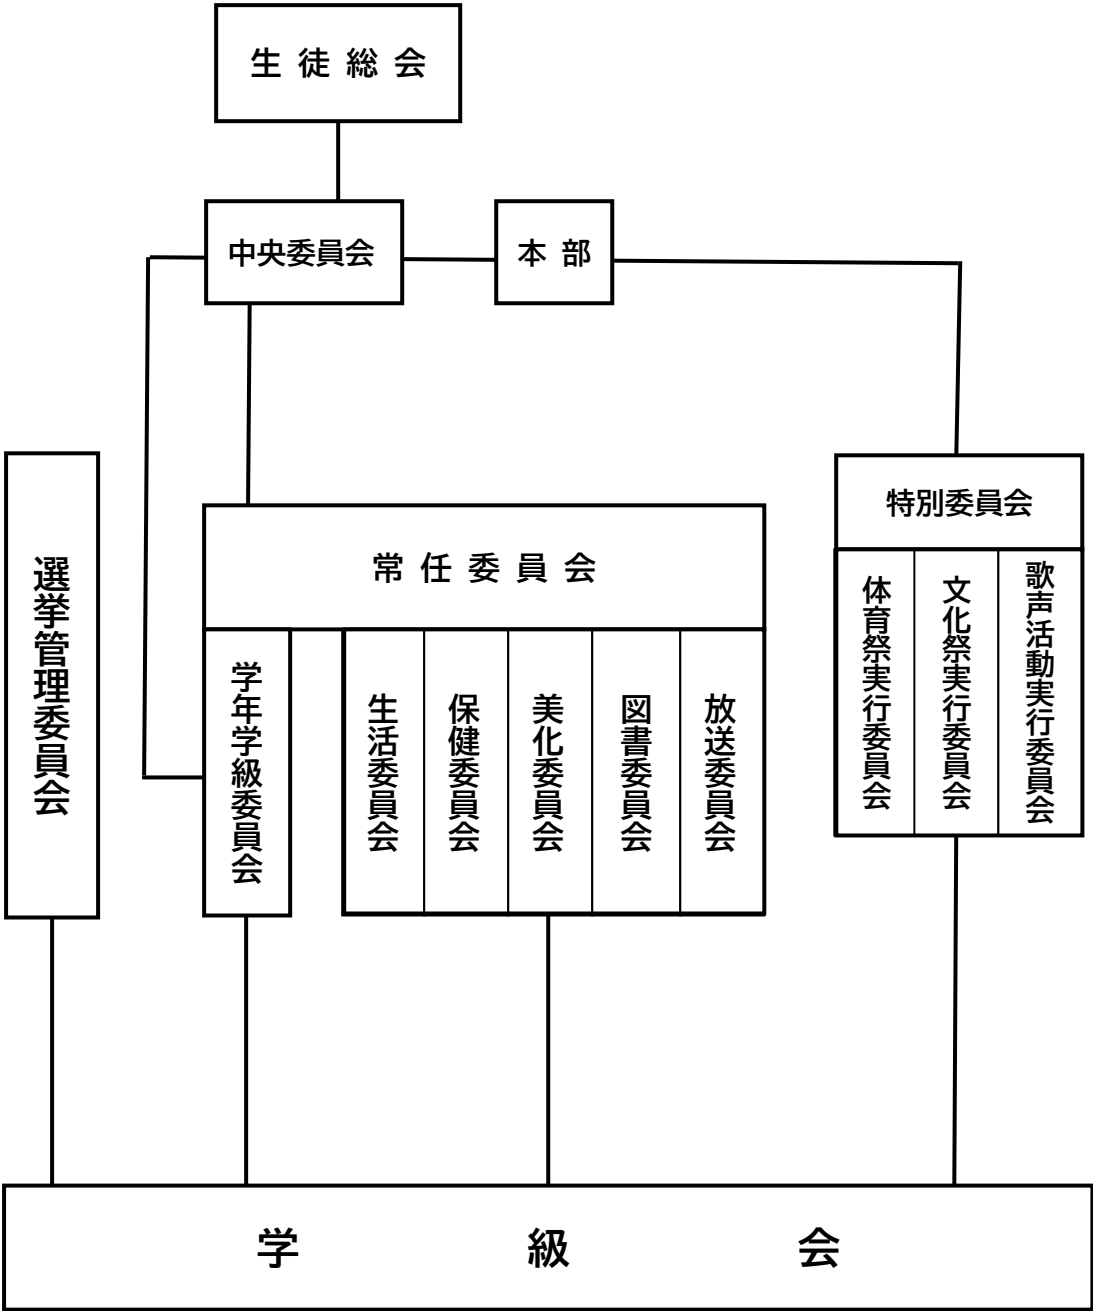 生徒総会
中央委員会
本部
特別委員会
選挙管理委員会
常任委員会
学年学級委員会
生活委員会
保健委員会
美化委員会
図書委員会
放送委員会
体育祭実行委員会
文化祭実行委員会
歌声活動実行委員会
学級会